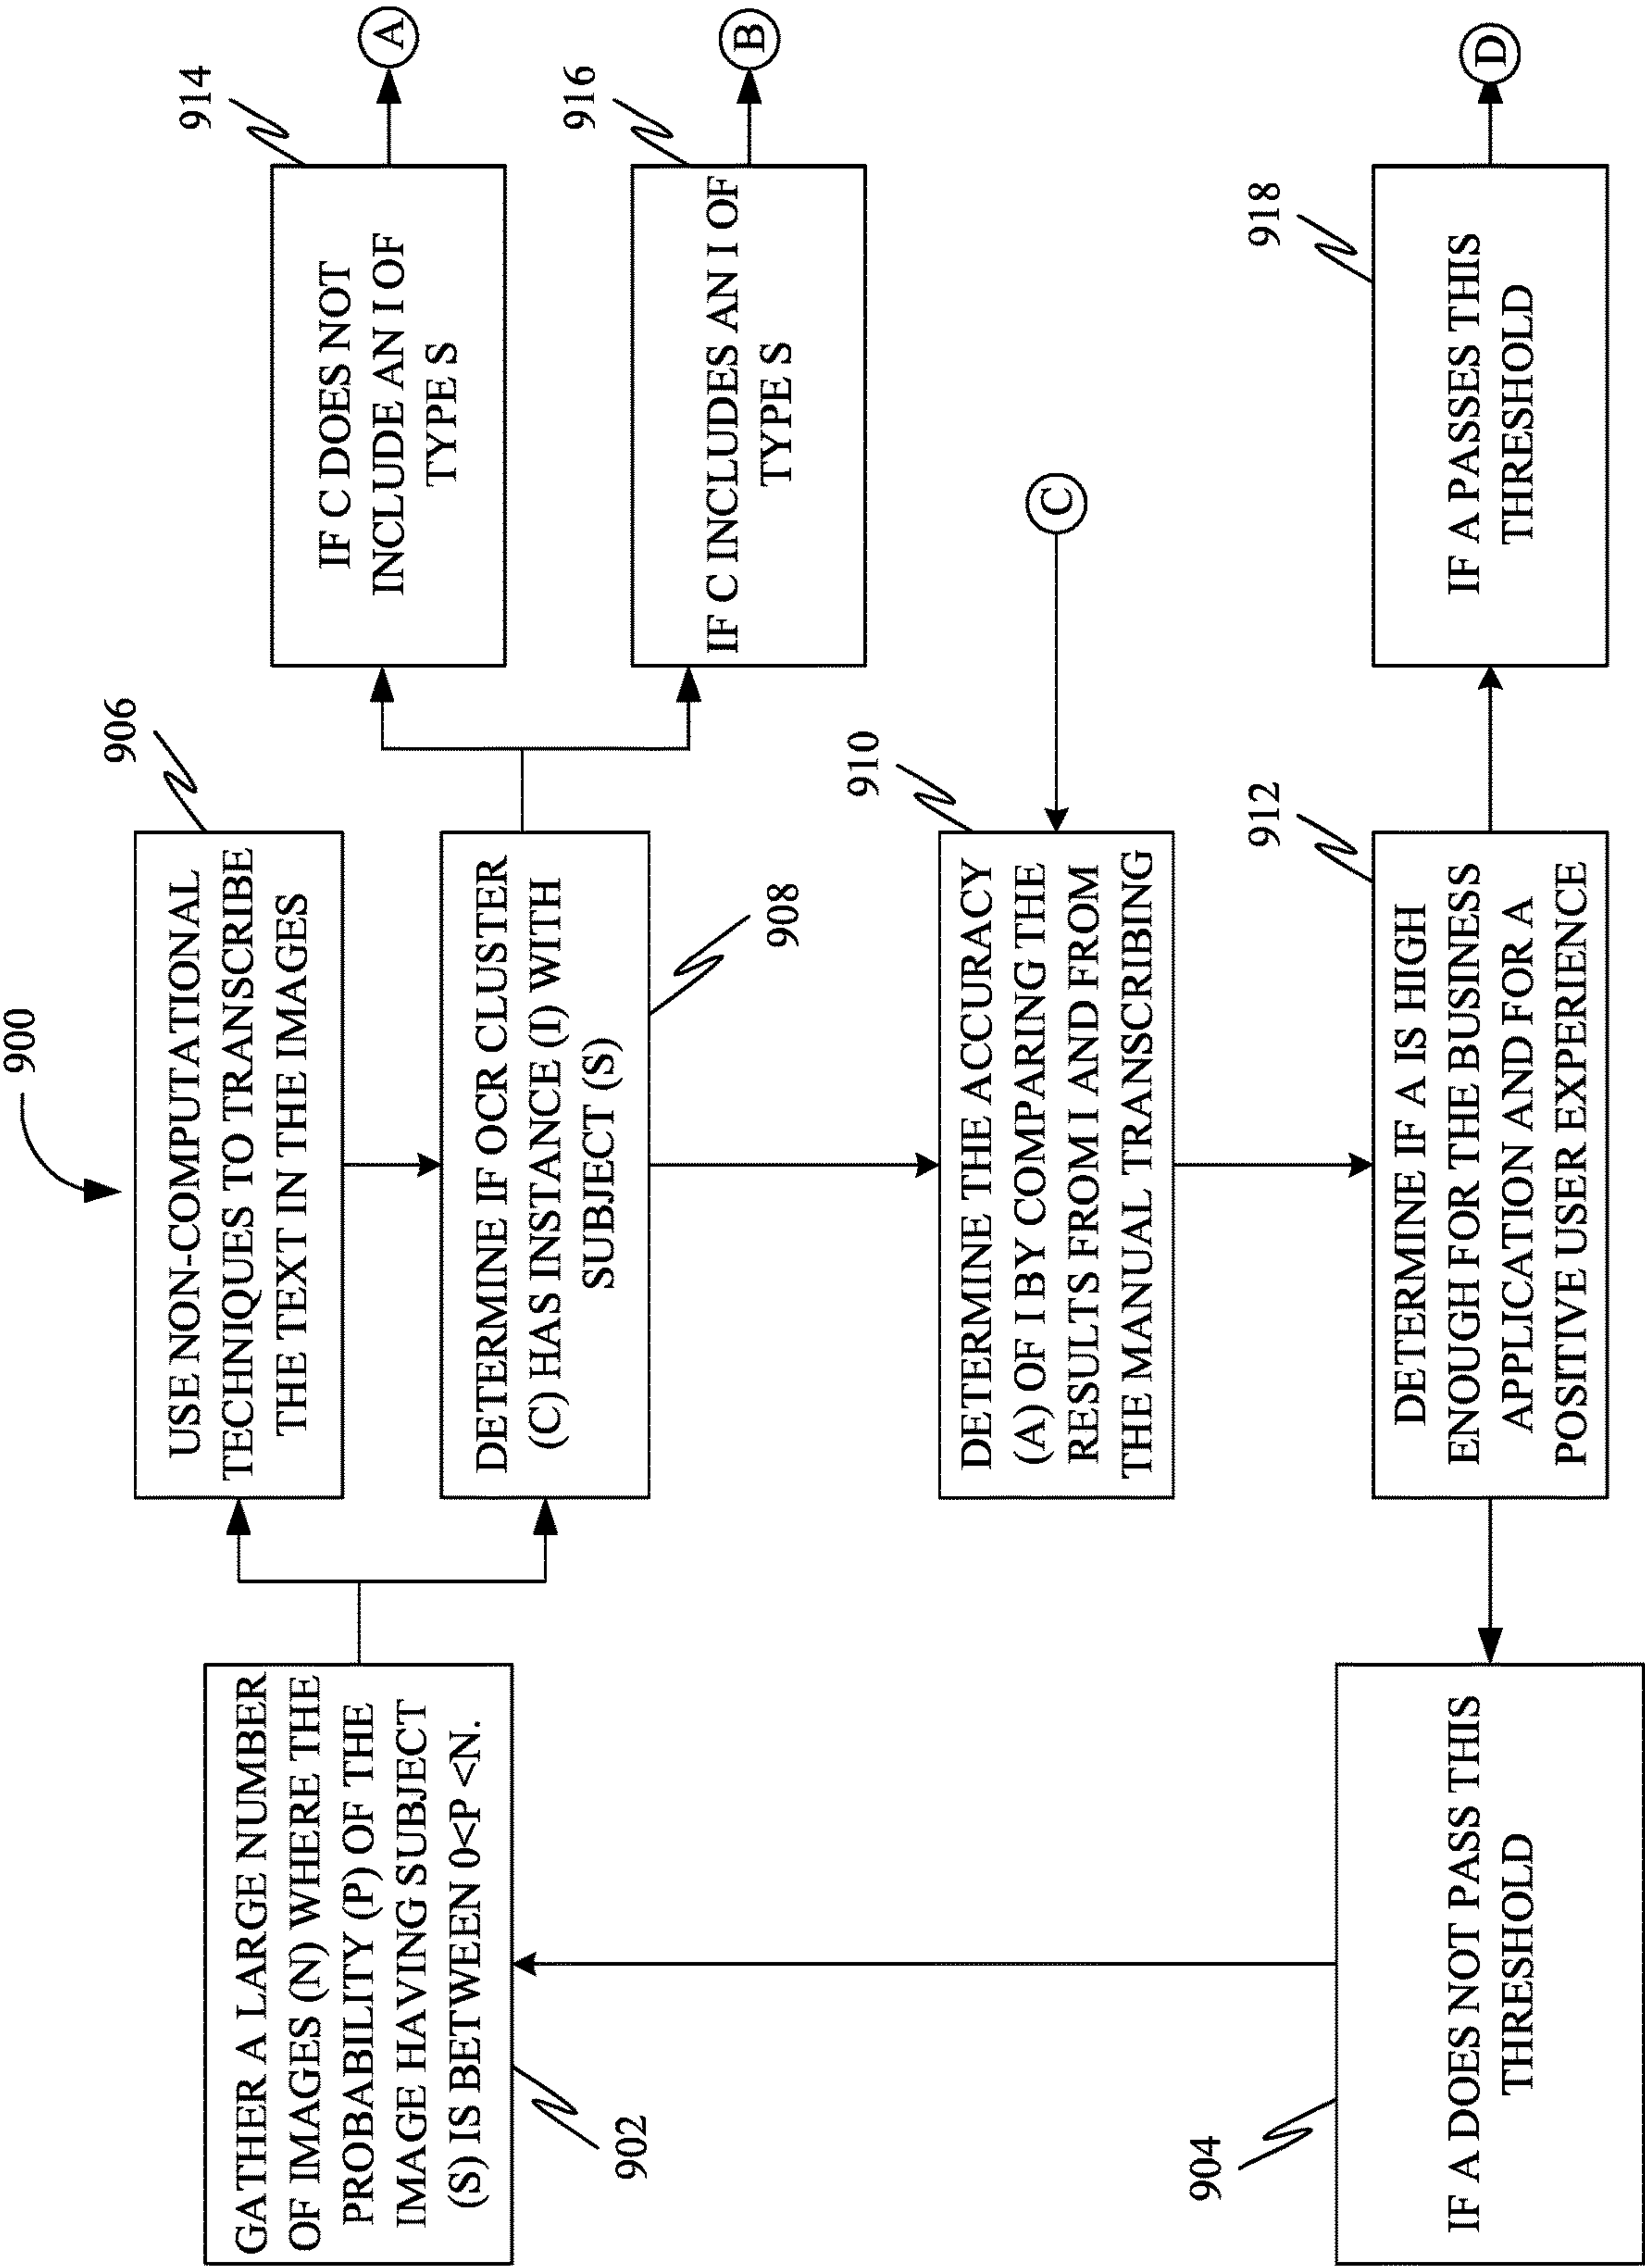 900
GATHER A LARGE NUMBER
OF IMAGES (N) WHERE THE
PROBABILITY (P) OF THE
IMAGE HAVING SUBJECT
(S) IS BETWEEN 0<P <N.
902
USE NON-COMPUTATIONAL
TECHNIQUES TO TRANSCRIBE
THE TEXT IN THE IMAGES
906
DETERMINE IF OCR CLUSTER
(C) HAS INSTANCE (I) WITH
SUBJECT (S)
908
IF C DOES NOT
INCLUDE AN I OF
TYPE S
914
A
IF C INCLUDES AN I OF
TYPE S
916
B
DETERMINE THE ACCURACY
(A) OF I BY COMPARING THE
RESULTS FROM I AND FROM
THE MANUAL TRANSCRIBING
910
C
IF A DOES NOT PASS THIS
THRESHOLD
904
DETERMINE IF A IS HIGH
ENOUGH FOR THE BUSINESS
APPLICATION AND FOR A
POSITIVE USER EXPERIENCE
912
IF A PASSES THIS
THRESHOLD
918
D